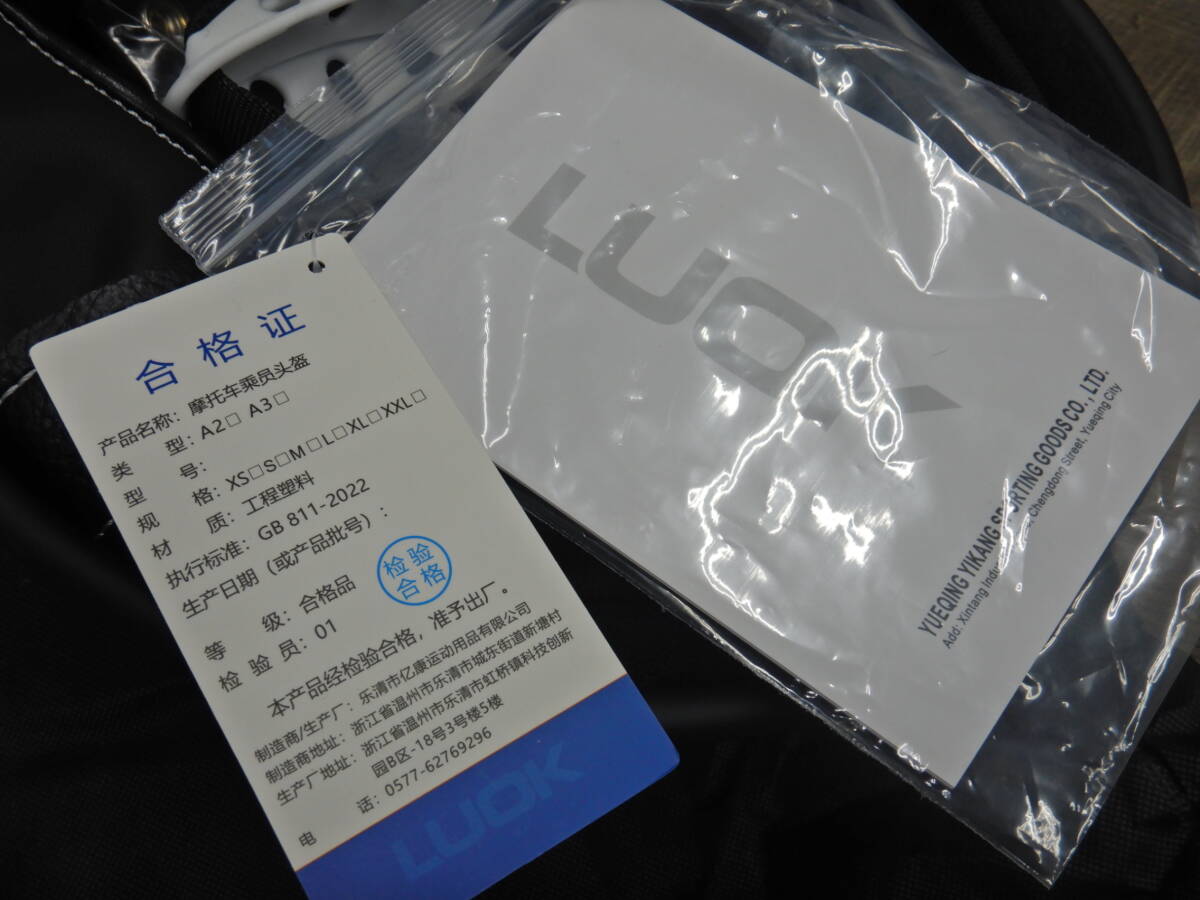 合格证
产品名称：摩托车乘员头盔
类 型：A2□ A3□
型 号：
规 格：XS□S□M□L□XL□XXL□
材 质：工程塑料
执行标准：GB 811-2022
生产日期（或产品批号）：
等 级：合格品
检验员：01
检验
合格
本产品经检验合格，准予出厂。
制造商/生产厂：乐清市亿康运动用品有限公司
制造商地址：浙江省温州市乐清市城东街道新塘村
生产厂地址：浙江省温州市乐清市虹桥镇科技创新
园B区-18号3号楼5楼
电 话：0577-62769296
LUOK
LUOK
YUEQING YIKANG SPORTING GOODS CO., LTD.
Add: Xintang Chengdong Street, Yueqing City